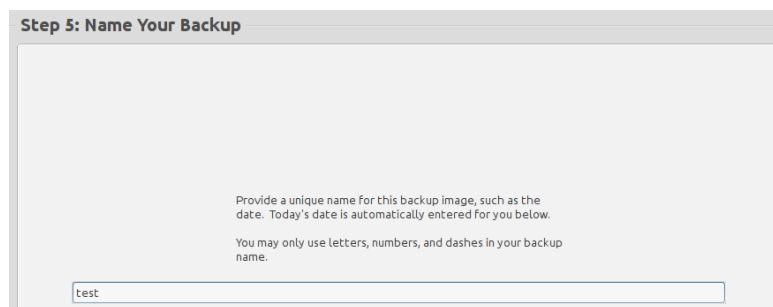 Step 5: Name Your Backup
Provide a unique name for this backup image, such as the
date. Today's date is automatically entered for you below.
You may only use letters, numbers, and dashes in your backup
name.
test